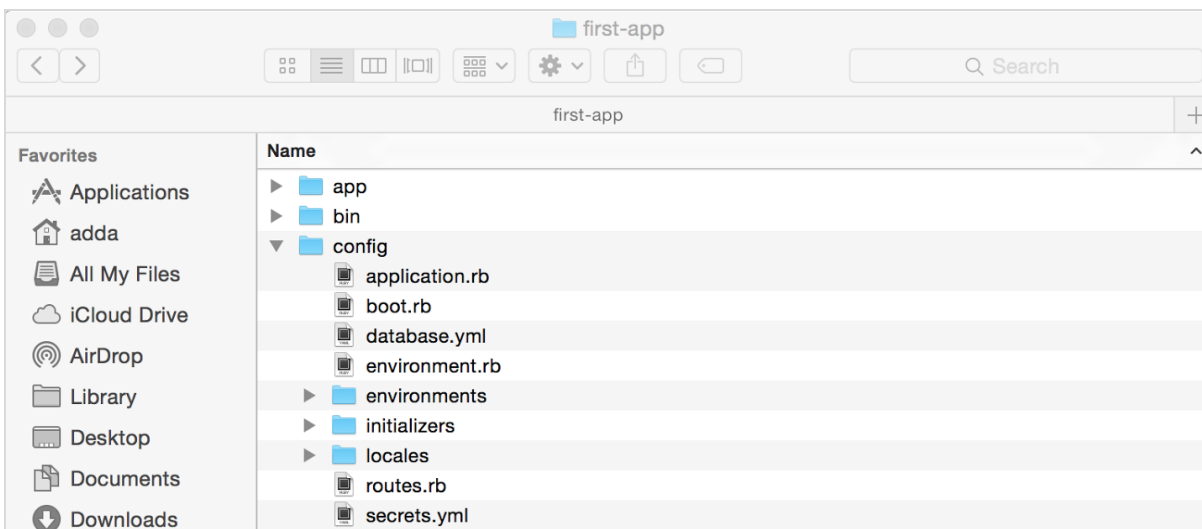 first-app
Search
first-app
Favorites
Applications
adda
All My Files
iCloud Drive
AirDrop
Library
Desktop
Documents
Downloads
Name
app
bin
config
application.rb
boot.rb
database.yml
environment.rb
environments
initializers
locales
routes.rb
secrets.yml